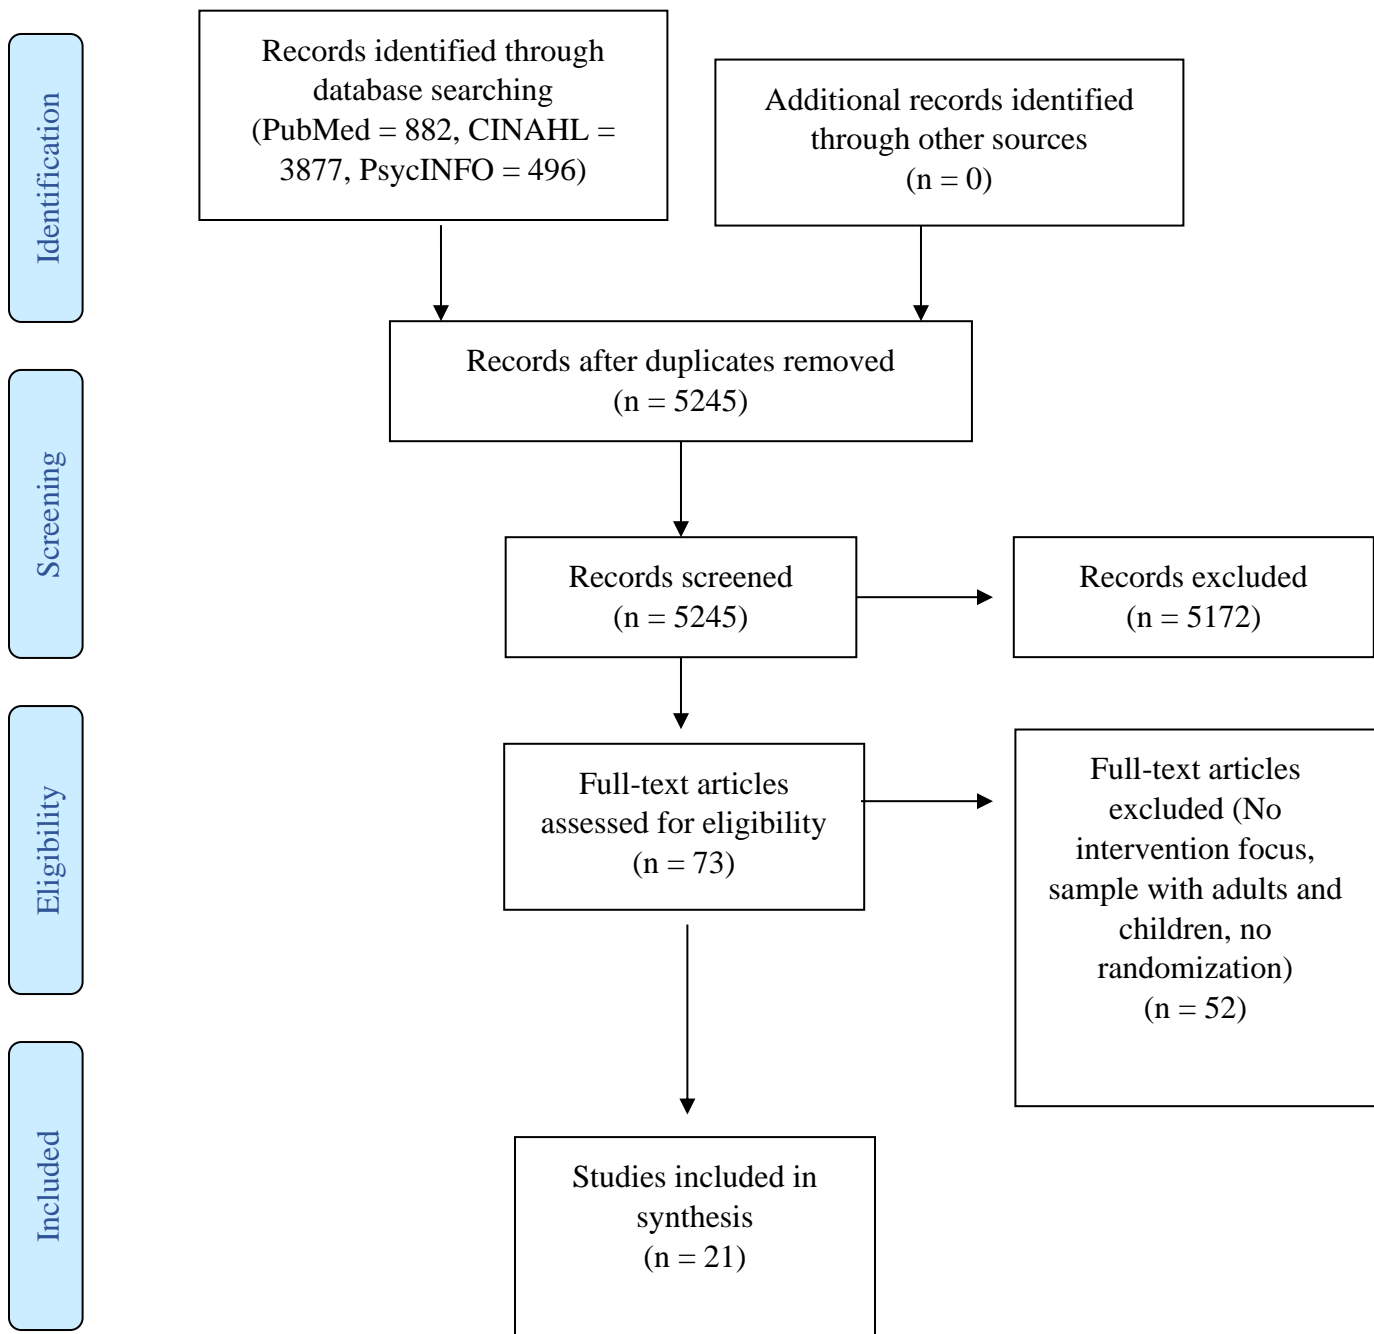 Identification
Records identified through
database searching
(PubMed = 882, CINAHL =
3877, PsycINFO = 496)
Additional records identified
through other sources
(n = 0)
Records after duplicates removed
(n = 5245)
Screening
Records screened
(n = 5245)
Records excluded
(n = 5172)
Eligibility
Full-text articles
assessed for eligibility
(n = 73)
Full-text articles
excluded (No
intervention focus,
sample with adults and
children, no
randomization)
(n = 52)
Included
Studies included in
synthesis
(n = 21)